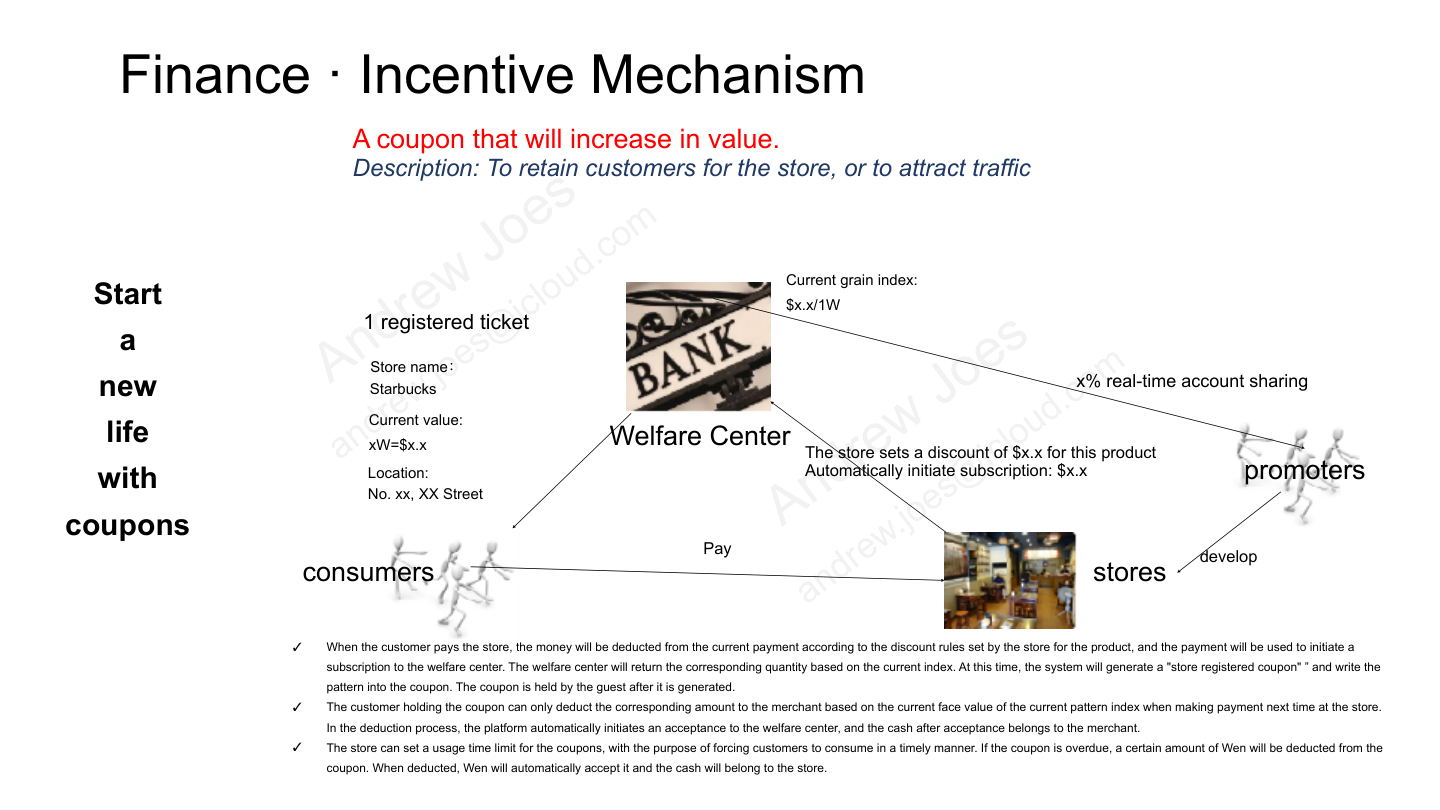 Finance · Incentive Mechanism
A coupon that will increase in value.
Description: To retain customers for the store, or to attract traffic
Start
a
new
life
with
coupons
1 registered ticket
Store name：
Starbucks
Current value:
xW=$x.x
Location:
No. xx, XX Street
BANK
Welfare Center
Current grain index:
$x.x/1W
x% real-time account sharing
The store sets a discount of $x.x for this product
Automatically initiate subscription: $x.x
promoters
develop
Pay
consumers
stores
✓ When the customer pays the store, the money will be deducted from the current payment according to the discount rules set by the store for the product, and the payment will be used to initiate a
subscription to the welfare center. The welfare center will return the corresponding quantity based on the current index. At this time, the system will generate a "store registered coupon" ” and write the
pattern into the coupon. The coupon is held by the guest after it is generated.
✓ The customer holding the coupon can only deduct the corresponding amount to the merchant based on the current face value of the current pattern index when making payment next time at the store.
In the deduction process, the platform automatically initiates an acceptance to the welfare center, and the cash after acceptance belongs to the merchant.
✓ The store can set a usage time limit for the coupons, with the purpose of forcing customers to consume in a timely manner. If the coupon is overdue, a certain amount of Wen will be deducted from the
coupon. When deducted, Wen will automatically accept it and the cash will belong to the store.
Andrew Joes
andrew.joes@icloud.com
Andrew Joes
andrew.joes@icloud.com